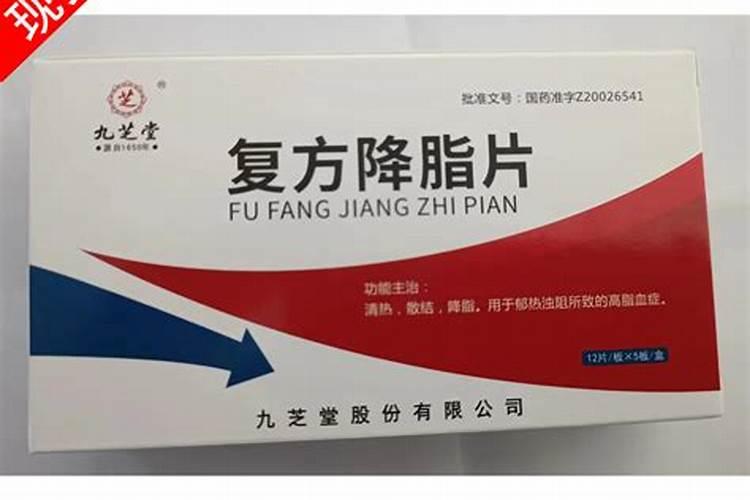 现
芝
®
九芝堂
•源自1650年•
批准文号：国药准字Z20026541
复方降脂片
FU FANG JIANG ZHI PIAN
功能主治：
清热，散结，降脂。用于郁热浊阻所致的高脂血症。
12片/板×5板/盒
九芝堂股份有限公司